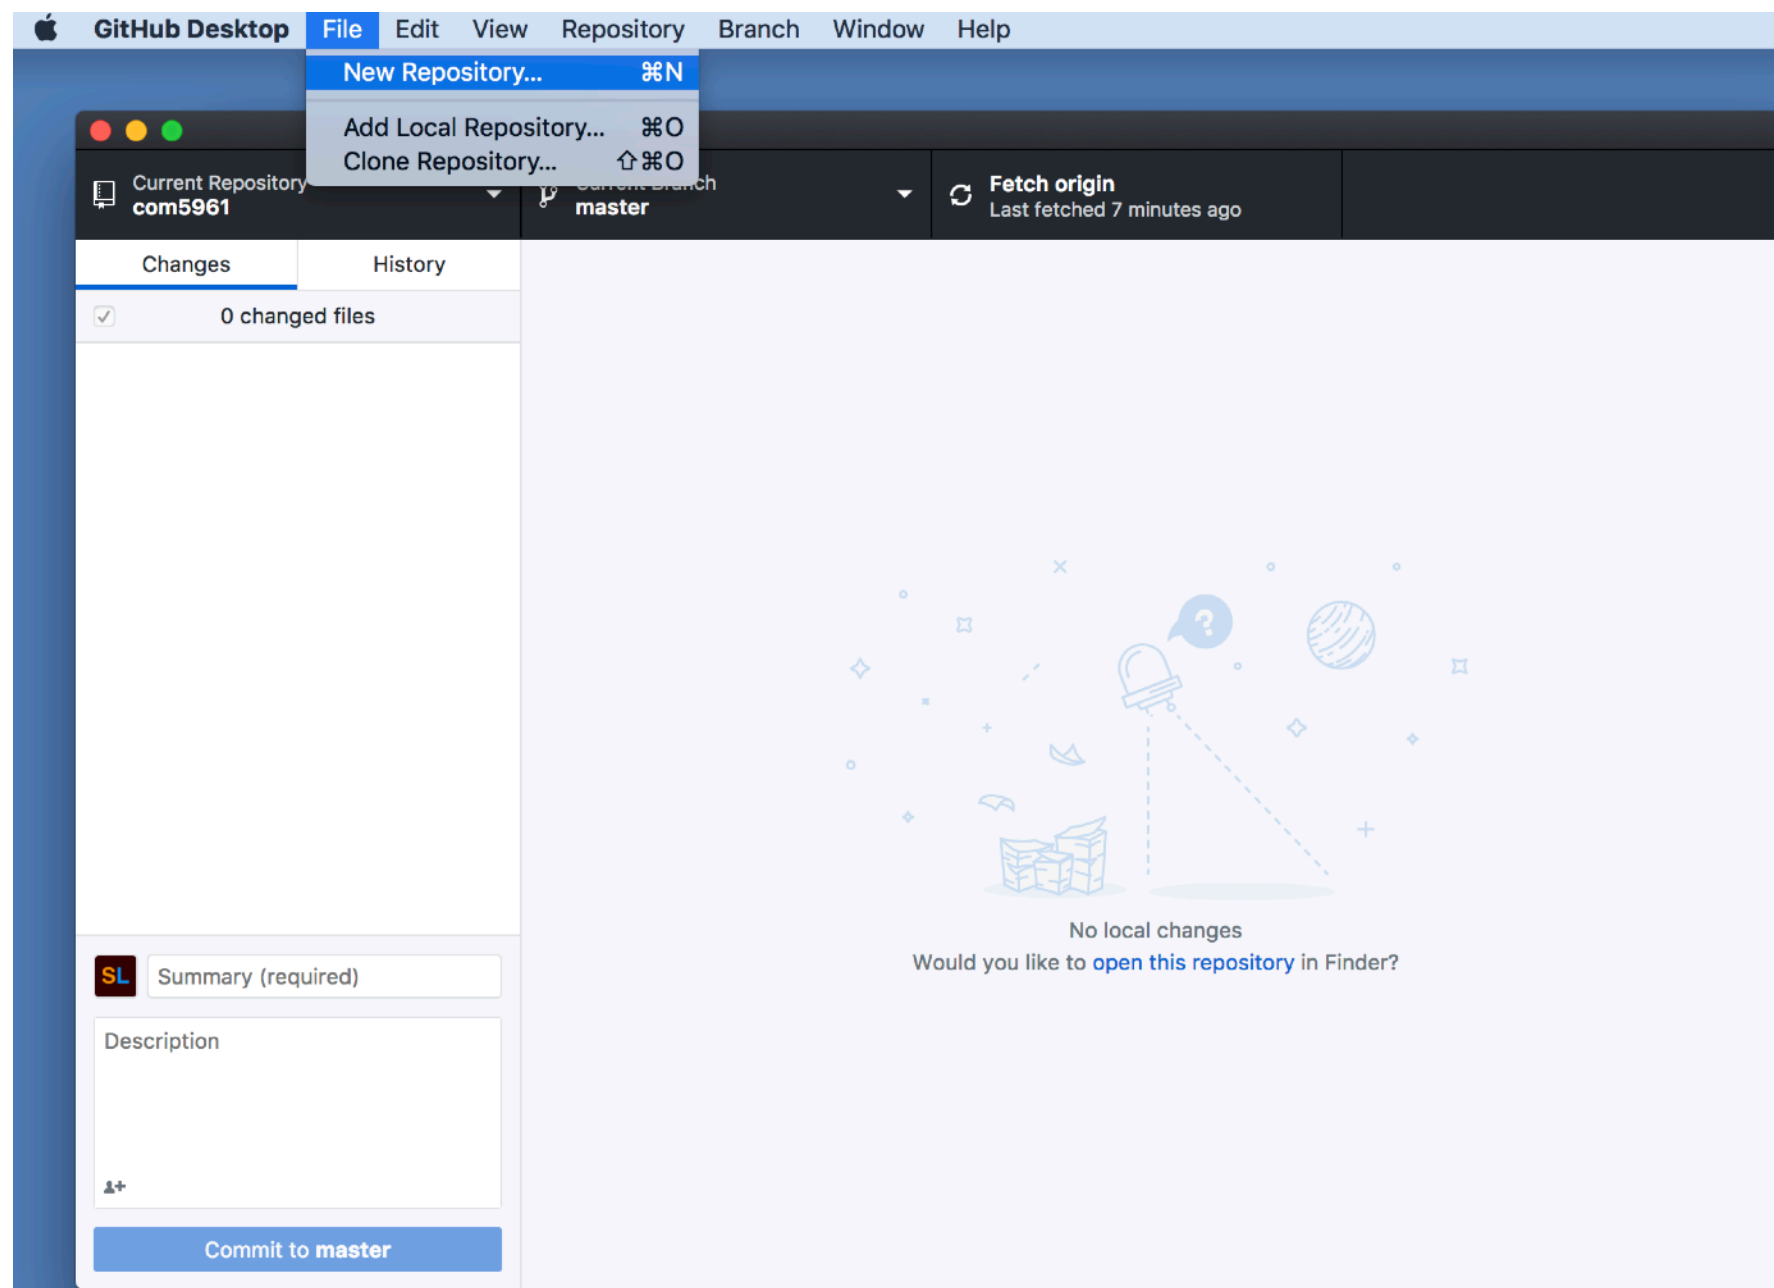 GitHub Desktop File Edit View Repository Branch Window Help
New Repository... ⌘N
Add Local Repository... ⌘O
Clone Repository... ⇧⌘O
Current Repository
com5961
Current Branch
master
Fetch origin
Last fetched 7 minutes ago
Changes
History
0 changed files
?
No local changes
Would you like to open this repository in Finder?
SL
Summary (required)
Description
Commit to master